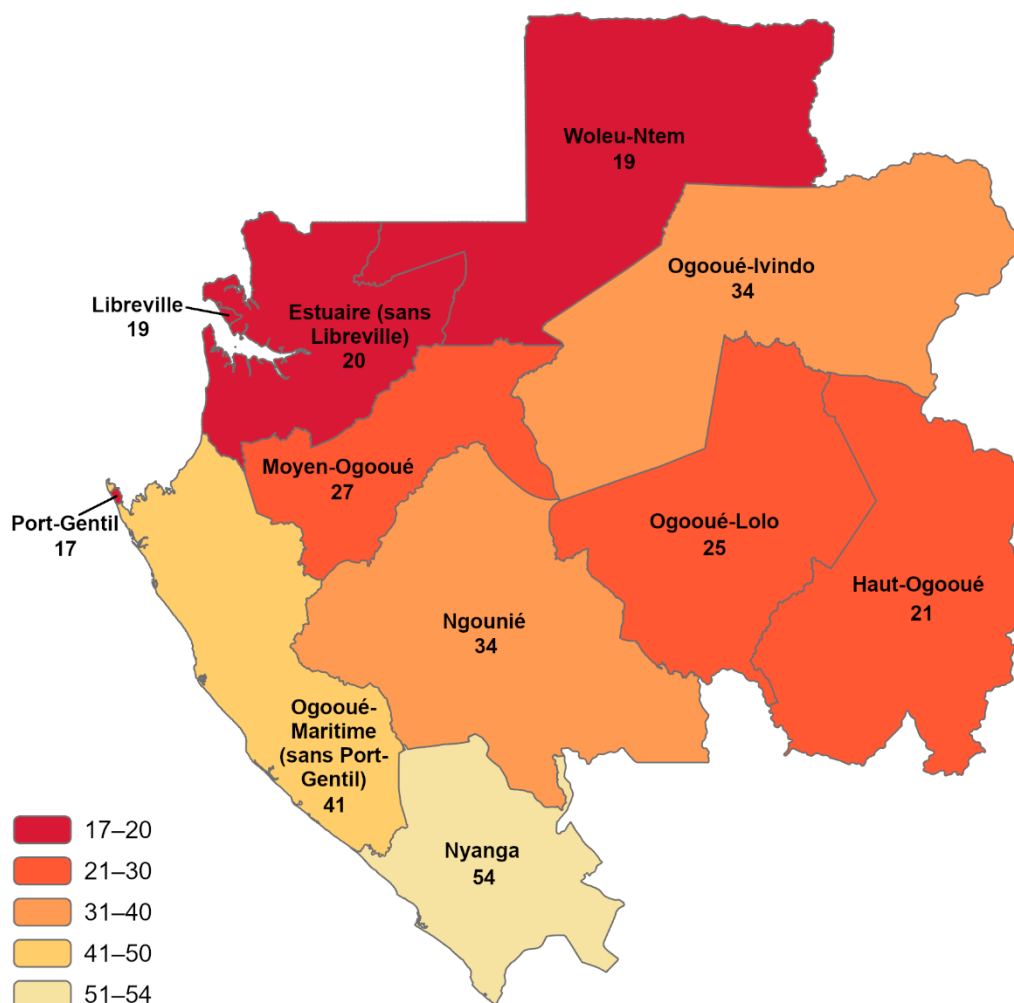 Woleu-Ntem
19
Ogooué-Ivindo
34
Libreville
19
Estuaire (sans
Libreville)
20
Moyen-Ogooué
27
Port-Gentil
17
Ogooué-Lolo
25
Haut-Ogooué
21
Ngounié
34
Ogooué-
Maritime
(sans Port-
Gentil)
41
Nyanga
54
17–20
21–30
31–40
41–50
51–54